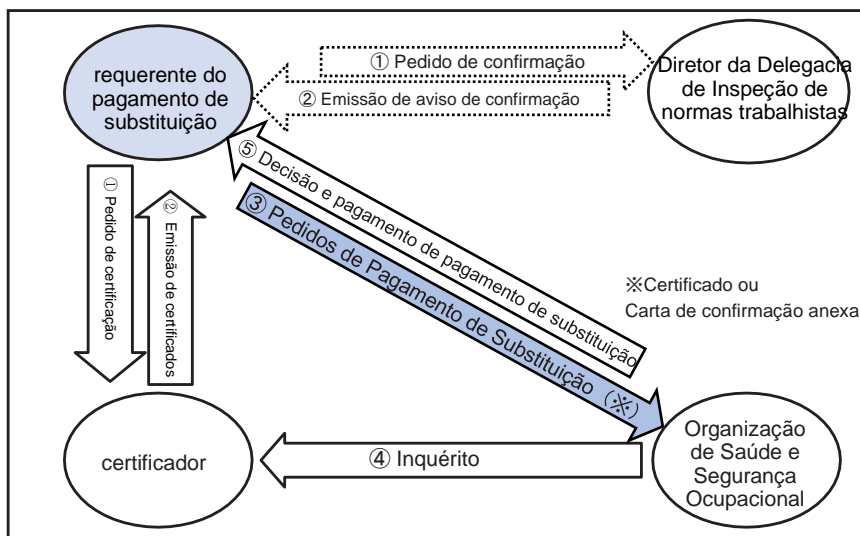 requerente do
pagamento de
substituição
① Pedido de confirmação
② Emissão de aviso de confirmação
Diretor da Delegacia
de Inspeção de
normas trabalhistas
① Pedido de certificação
② Emissão de certificados
⑤ Decisão e pagamento de pagamento de substituição
③ Pedidos de Pagamento de Substituição (※)
※Certificado ou
Carta de confirmação anexa
certificador
④ Inquérito
Organização
de Saúde e
Segurança
Ocupacional